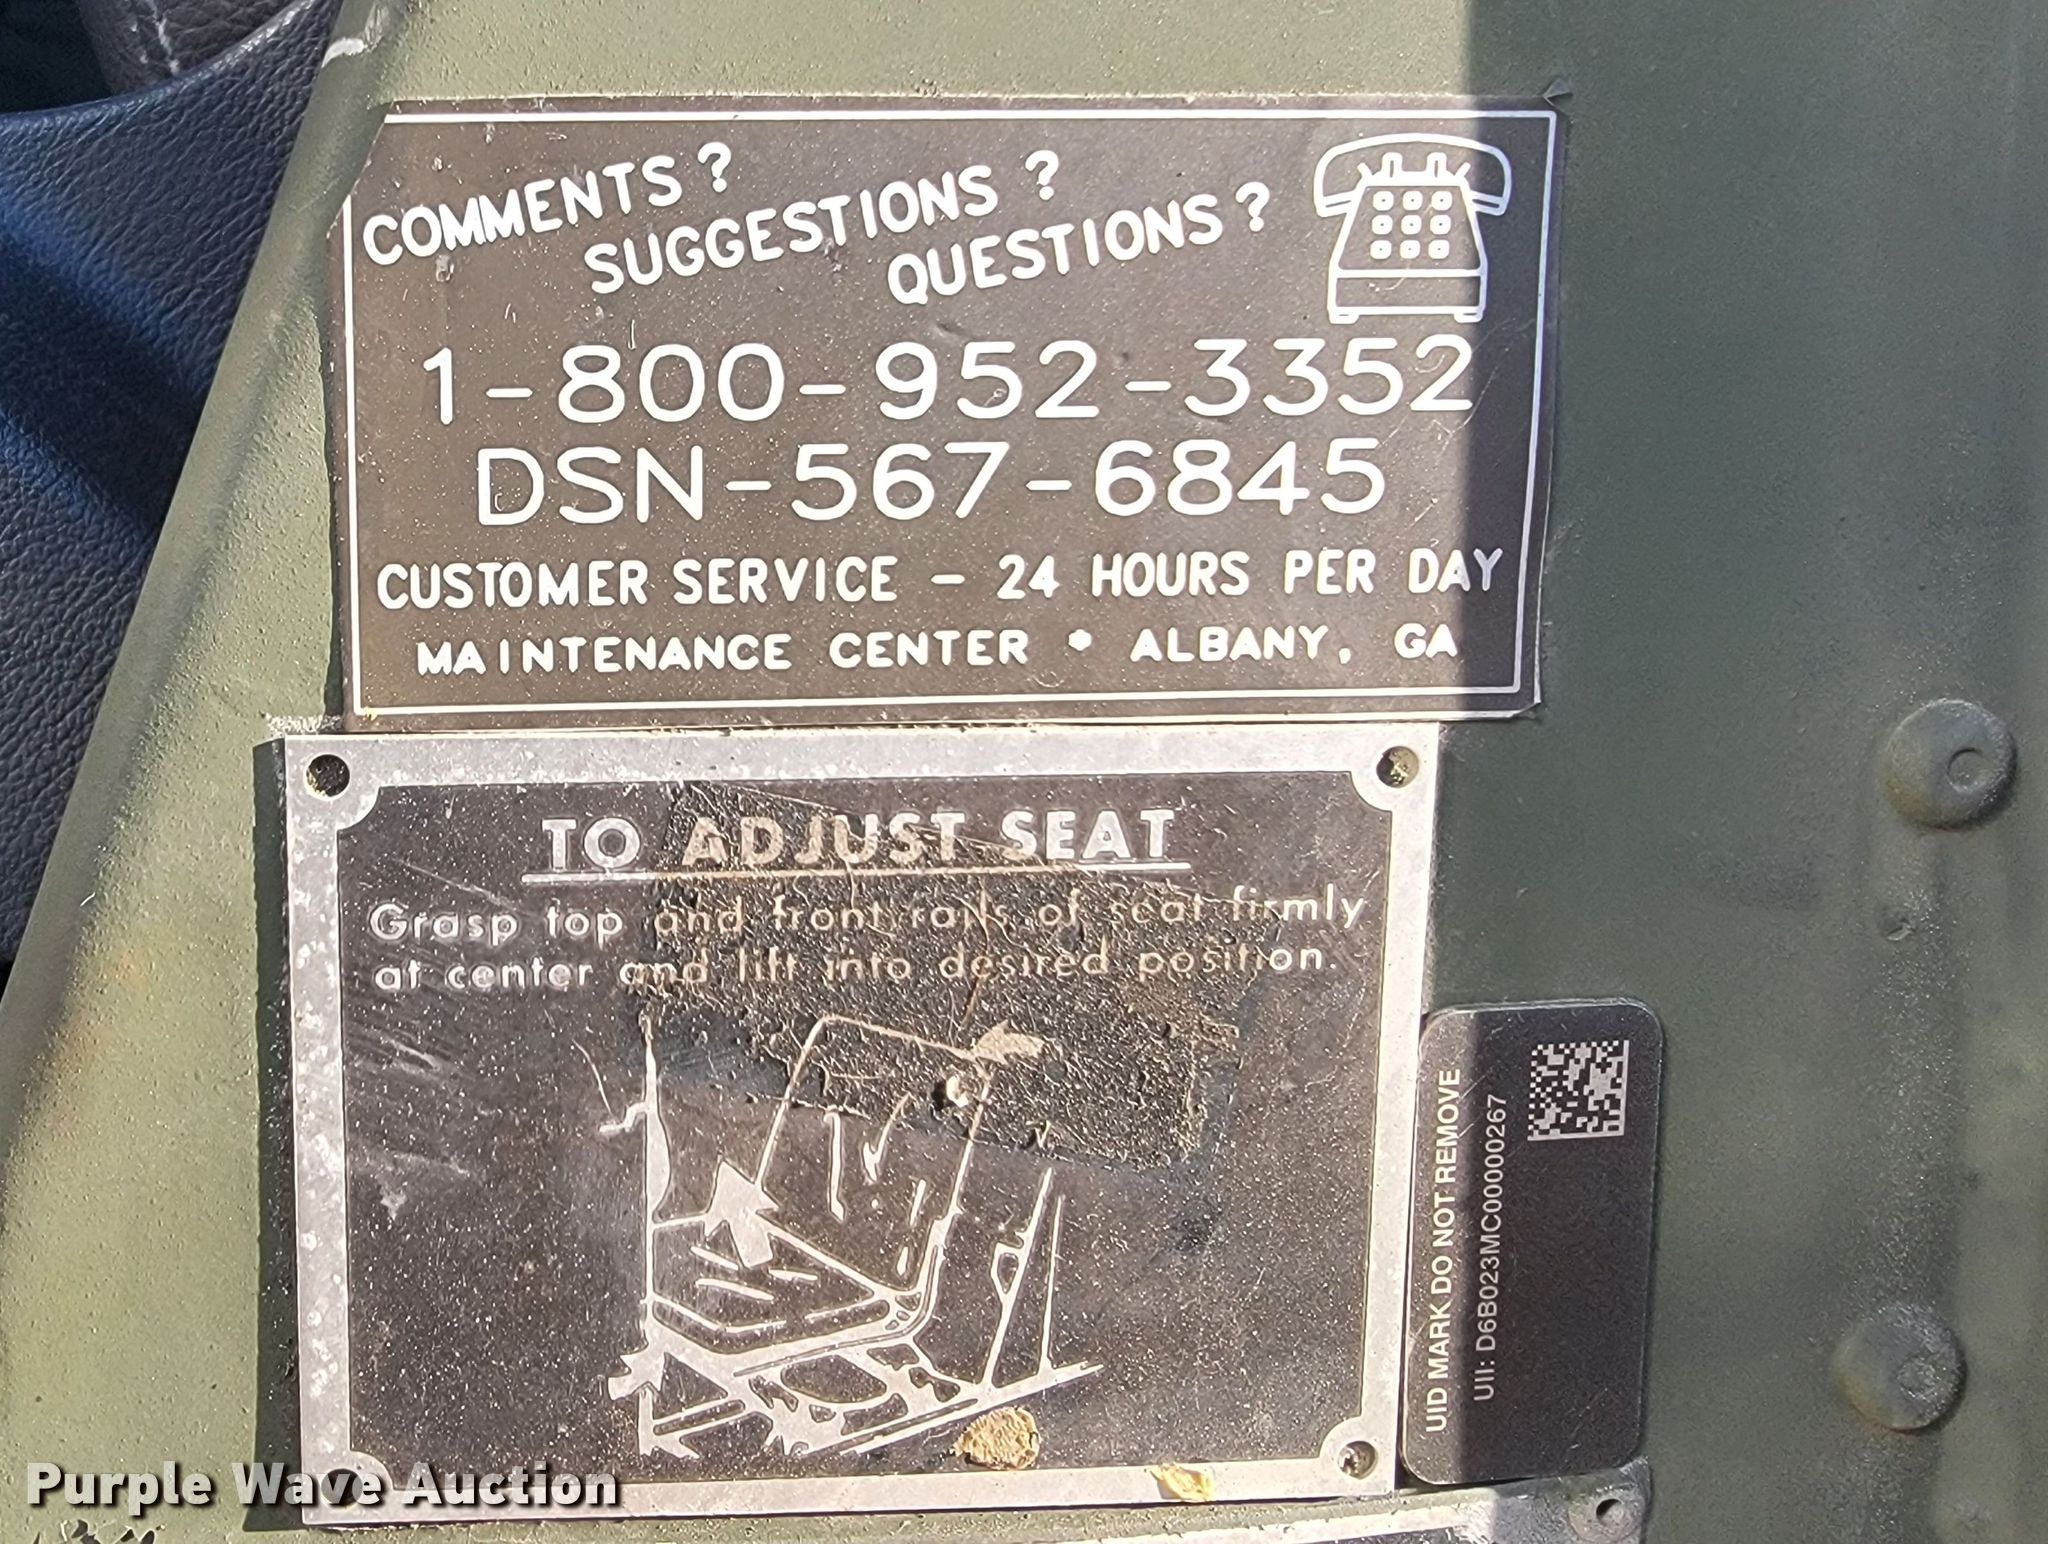 COMMENTS?
SUGGESTIONS?
QUESTIONS?
1-800-952-3352
DSN-567-6845
CUSTOMER SERVICE - 24 HOURS PER DAY
MAINTENANCE CENTER • ALBANY, GA
TO ADJUST SEAT
Grasp top and front rails of seat firmly
at center and lift into desired position.
UID MARK DO NOT REMOVE
UII: D6B023MC00000267
Purple Wave Auction